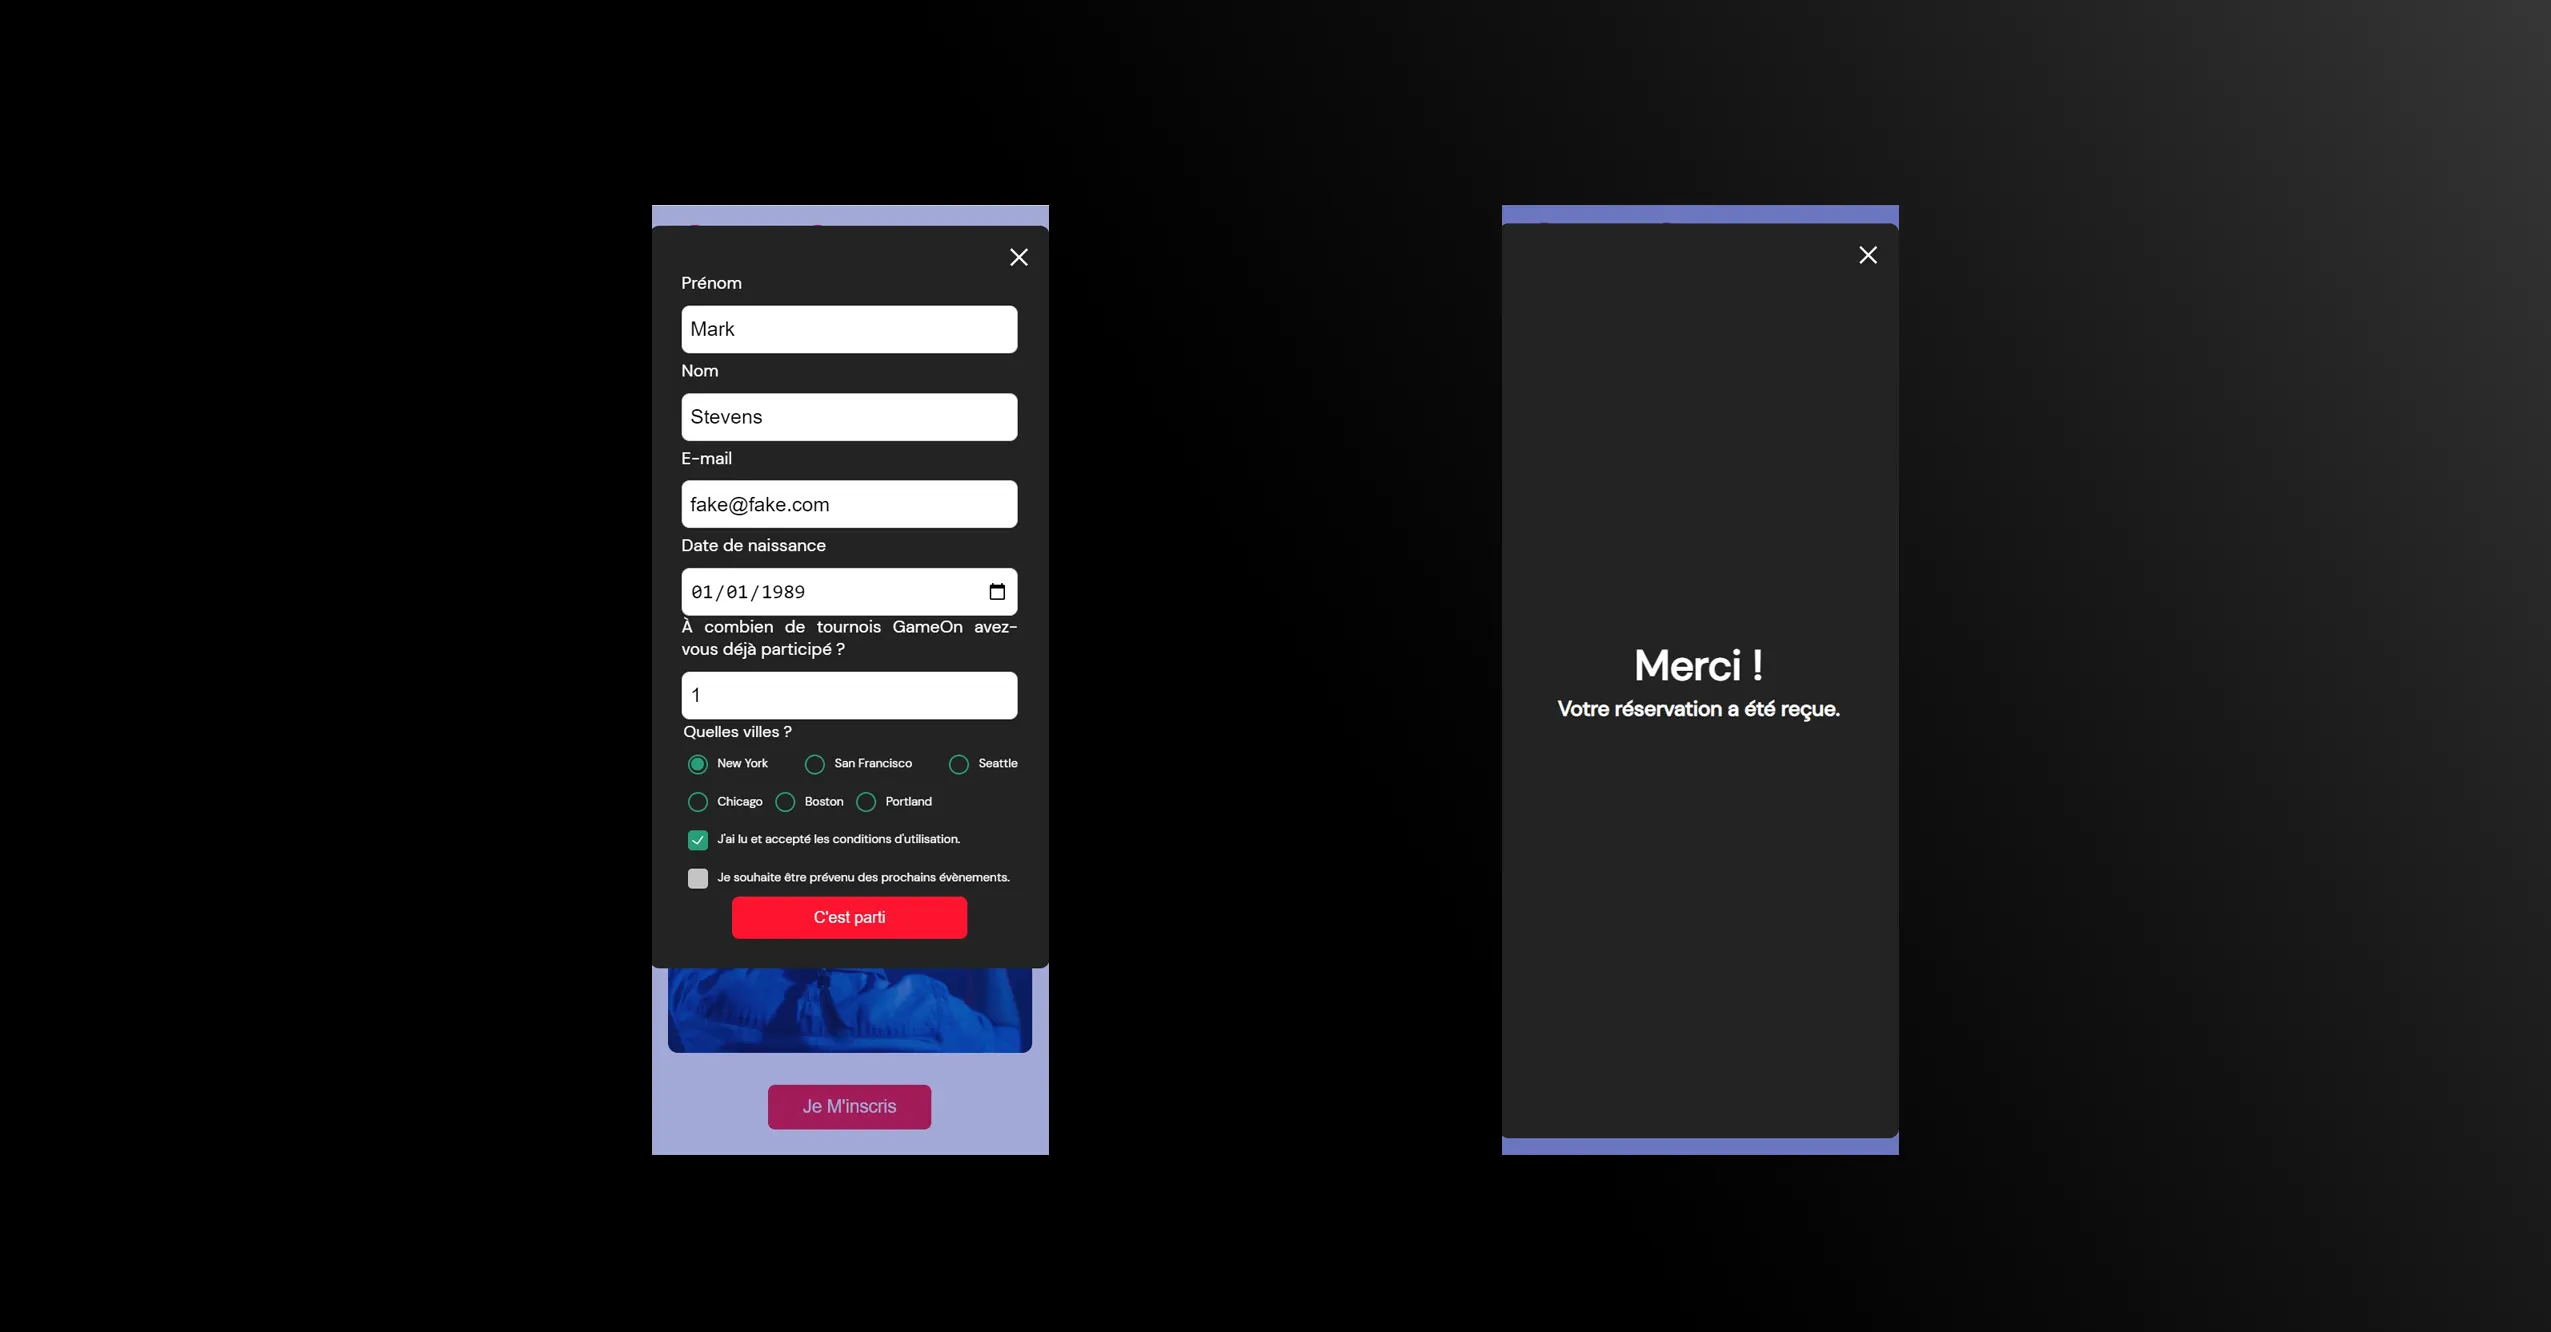 Prénom
Mark
Nom
Stevens
E-mail
fake@fake.com
Date de naissance
01/01/1989
À combien de tournois GameOn avez-
vous déjà participé ?
1
Quelles villes ?
New York San Francisco Seattle
Chicago Boston Portland
J'ai lu et accepté les conditions d'utilisation.
Je souhaite être prévenu des prochains évènements.
C'est parti
Je M'inscris
Merci !
Votre réservation a été reçue.